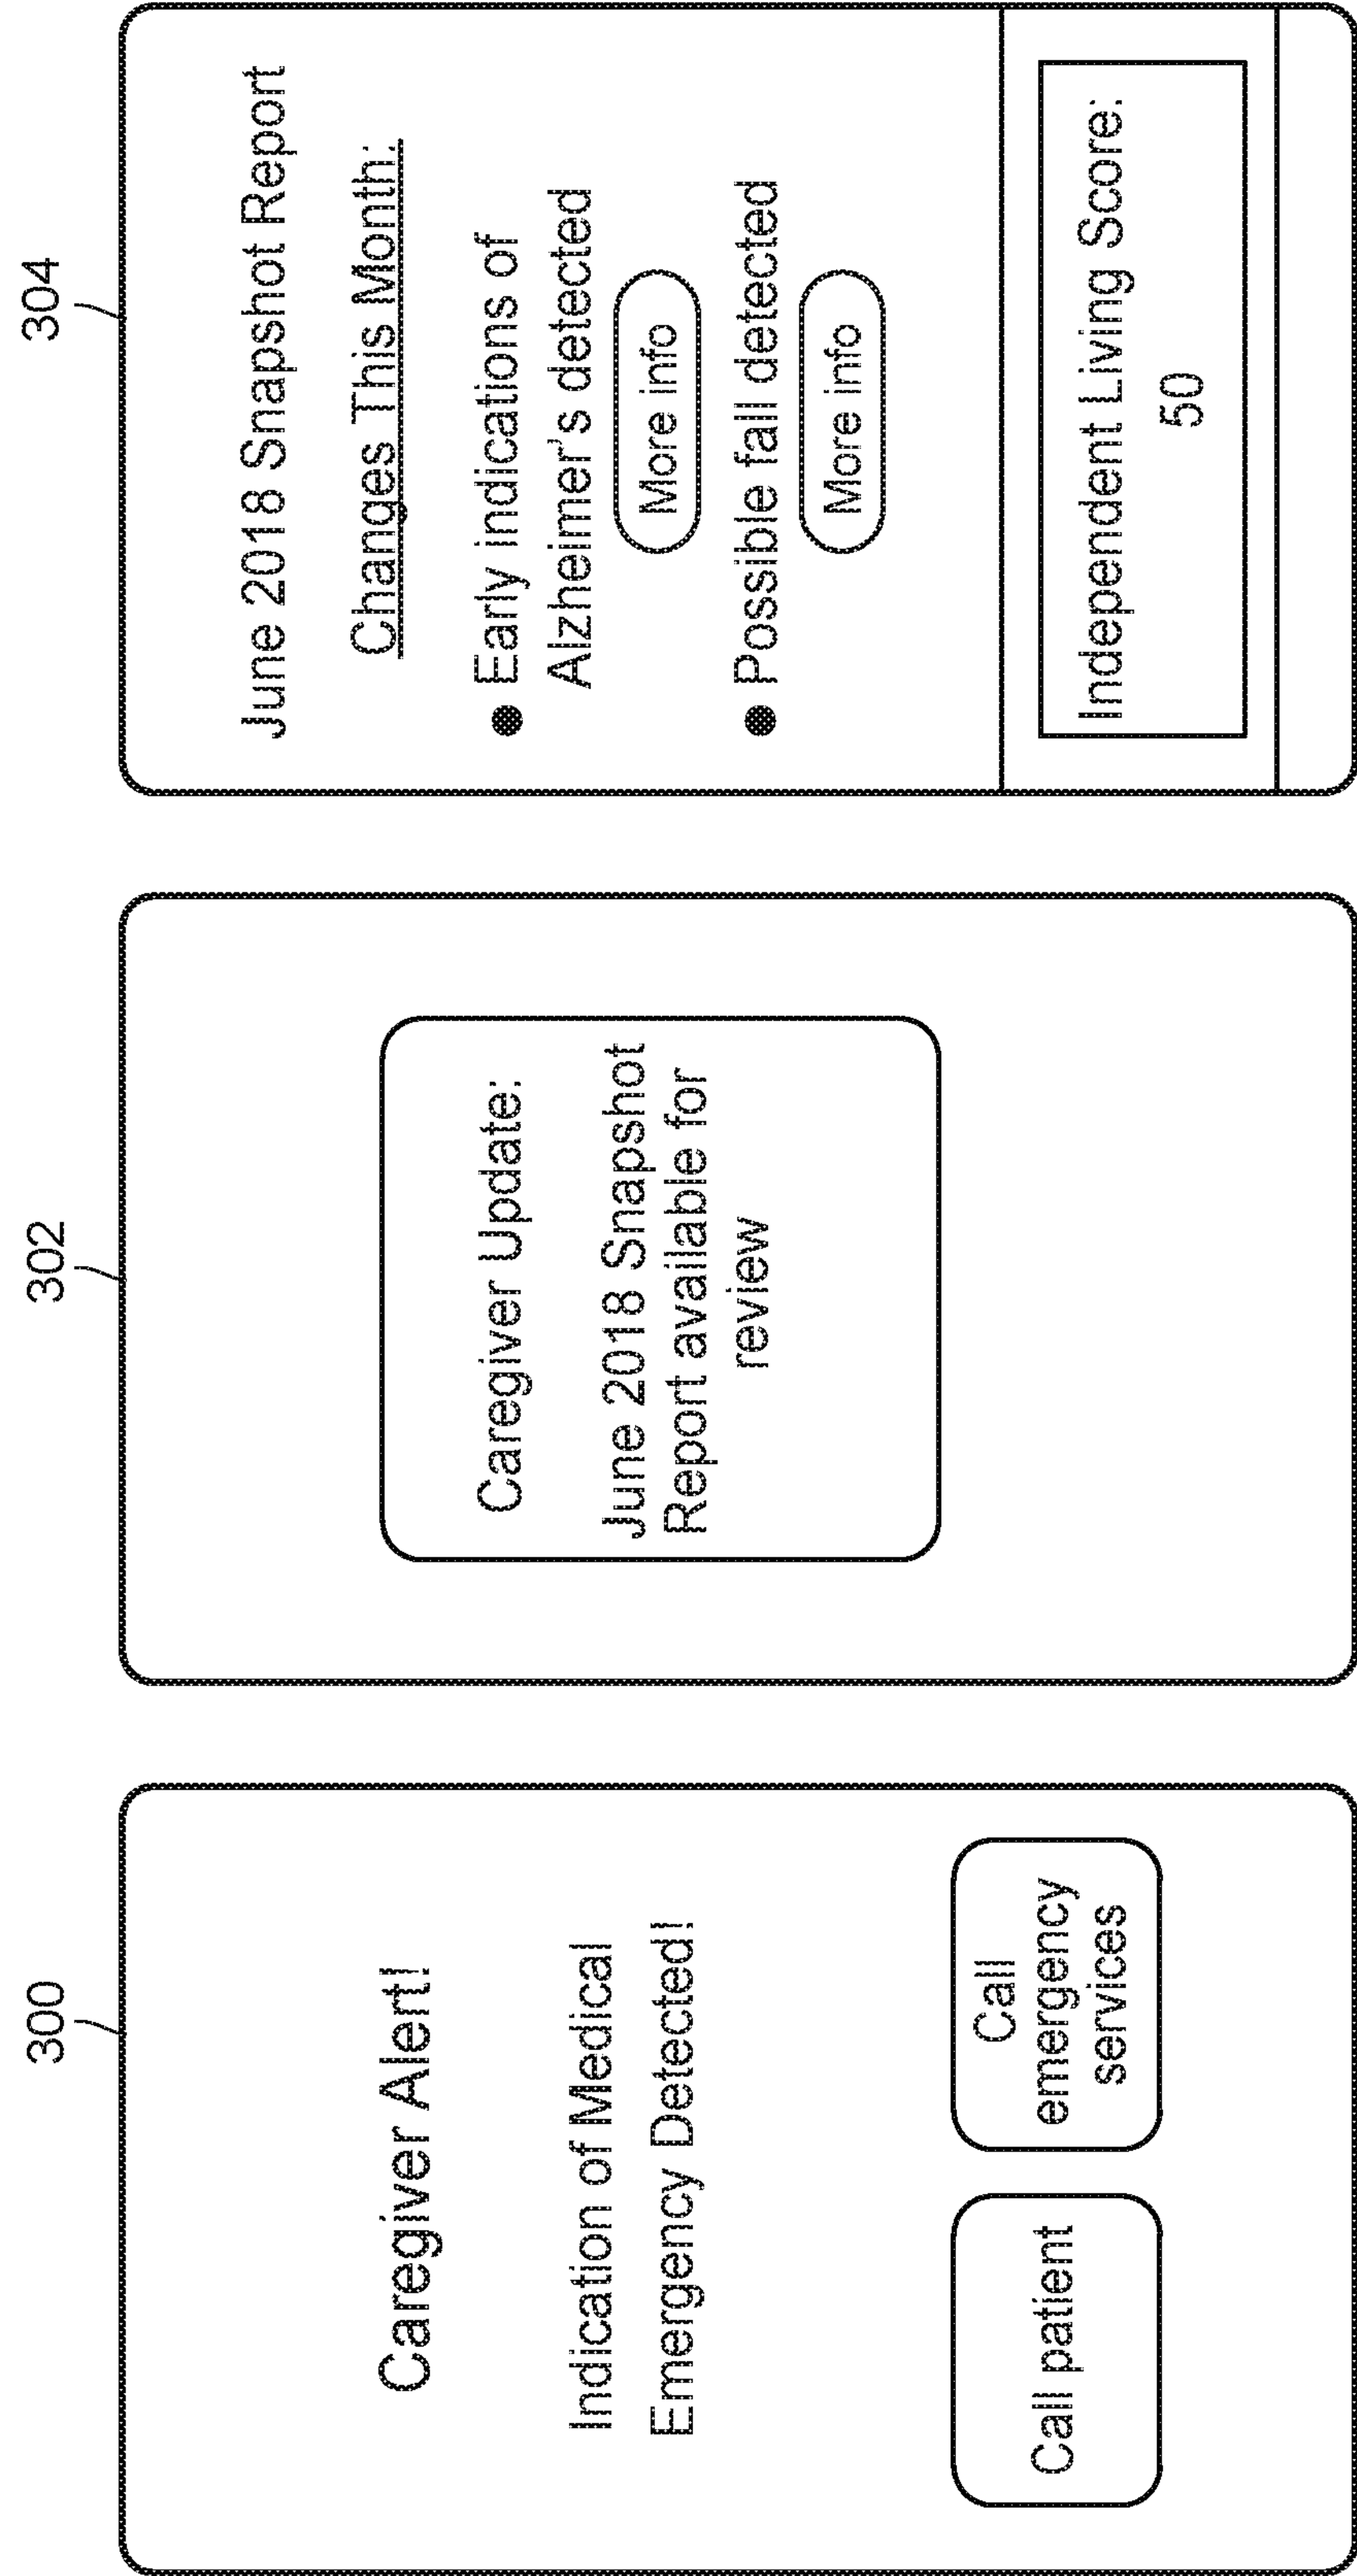 300
Caregiver Alert!
Indication of Medical
Emergency Detected!
Call patient
Call
emergency
services
302
Caregiver Update:
June 2018 Snapshot
Report available for
review
304
June 2018 Snapshot Report
Changes This Month:
● Early indications of
Alzheimer's detected
More info
● Possible fall detected
More info
Independent Living Score:
50